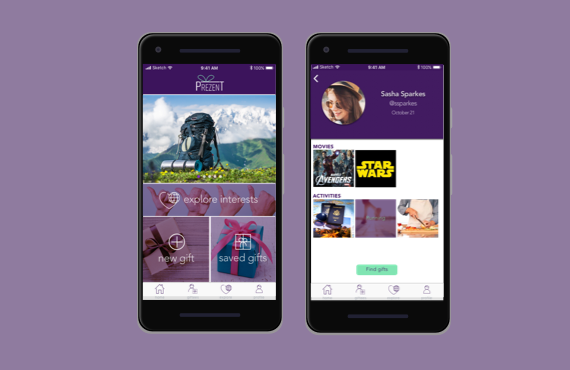 Sketch
9:41 AM
100%
PREZENT
explore interests
new gift
saved gifts
Sketch
9:41 AM
100%
Sasha Sparkes
@ssparkes
October 21
MOVIES
MARVEL
AVENGERS
STAR
WARS
ACTIVITIES
Find gifts